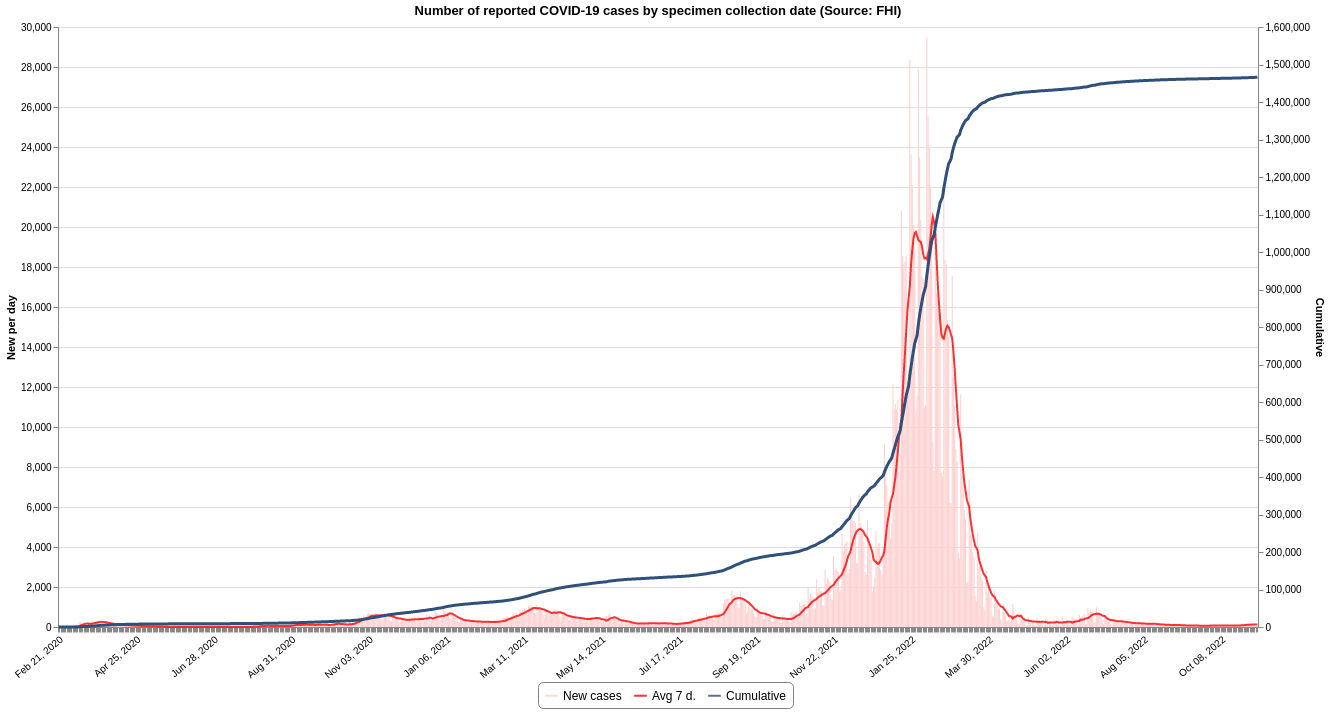 Number of reported COVID-19 cases by specimen collection date (Source: FHI)
30,000
28,000
26,000
24,000
22,000
20,000
18,000
16,000
14,000
12,000
10,000
8,000
6,000
4,000
2,000
0
New per day
1,600,000
1,500,000
1,400,000
1,300,000
1,200,000
1,100,000
1,000,000
900,000
800,000
700,000
600,000
500,000
400,000
300,000
200,000
100,000
0
Cumulative
Feb 21, 2020
Apr 25, 2020
Jun 28, 2020
Aug 31, 2020
Nov 03, 2020
Jan 06, 2021
Mar 11, 2021
May 14, 2021
Jul 17, 2021
Sep 19, 2021
Nov 22, 2021
Jan 25, 2022
Mar 30, 2022
Jun 02, 2022
Aug 05, 2022
Oct 08, 2022
New cases Avg 7 d. Cumulative